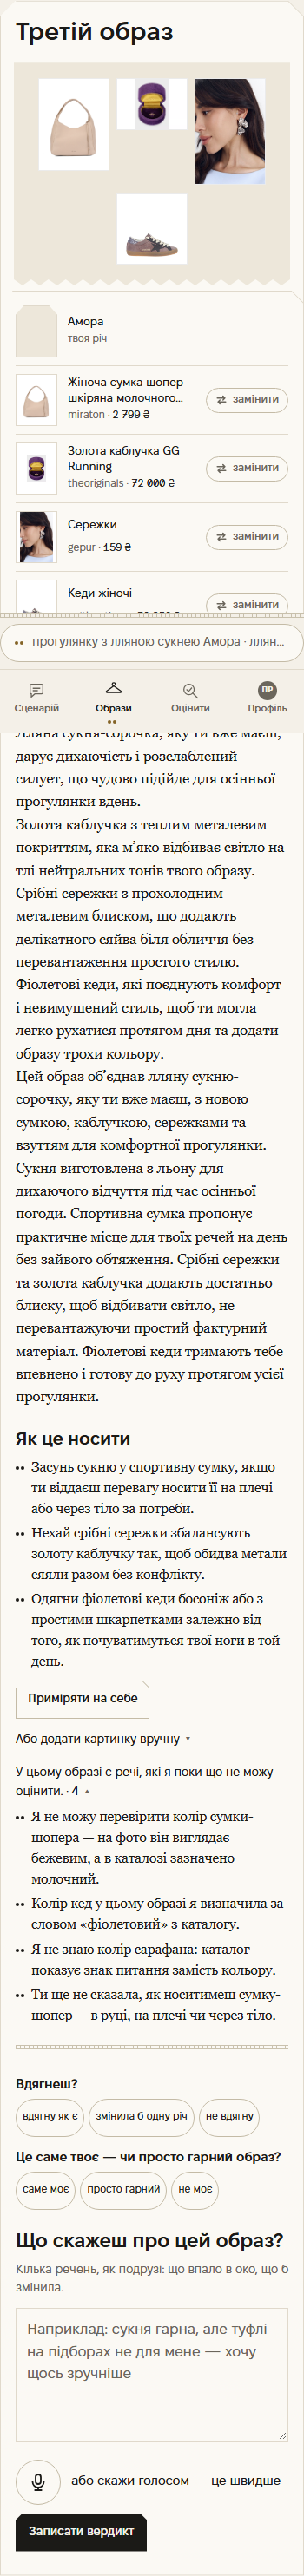 Третій образ
Амора
твоя річ
Жіноча сумка шопер
шкіряна молочного...
miraton · 2 799 ₴
замінити
Золота каблучка GG
Running
theoriginals · 72 000 ₴
замінити
Сережки
gepur · 159 ₴
замінити
Кеди жіночі
замінити
прогулянку з лляною сукнею Амора · ллян...
Сценарій
Образи
Оцінити
ПР
Профіль
Лляна сукня-сорочка, яку ти вже маєш,
дарує дихаючість і розслаблений
силует, що чудово підійде для осінньої
прогулянки вдень.
Золота каблучка з теплим металевим
покриттям, яка м’яко відбиває світло на
тлі нейтральних тонів твого образу.
Срібні сережки з прохолодним
металевим блиском, що додають
делікатного сяйва біля обличчя без
перевантаження простого стилю.
Фіолетові кеди, які поєднують комфорт
і невимушений стиль, щоб ти могла
легко рухатися протягом дня та додати
образу трохи кольору.
Цей образ об’єднав лляну сукню-
сорочку, яку ти вже маєш, з новою
сумкою, каблучкою, сережками та
взуттям для комфортної прогулянки.
Сукня виготовлена з льону для
дихаючого відчуття під час осінньої
погоди. Спортивна сумка пропонує
практичне місце для твоїх речей на день
без зайвого обтяження. Срібні сережки
та золота каблучка додають достатньо
блиску, щоб відбивати світло, не
перевантажуючи простий фактурний
матеріал. Фіолетові кеди тримають тебе
впевнено і готову до руху протягом усієї
прогулянки.
Як це носити
•• Засунь сукню у спортивну сумку, якщо
ти віддаєш перевагу носити її на плечі
або через тіло за потреби.
•• Нехай срібні сережки збалансують
золоту каблучку так, щоб обидва метали
сяяли разом без конфлікту.
•• Одягни фіолетові кеди босоніж або з
простими шкарпетками залежно від
того, як почуватимуться твої ноги в той
день.
Приміряти на себе
Або додати картинку вручну
У цьому образі є речі, які я поки що не можу
оцінити. · 4
•• Я не можу перевірити колір сумки-
шопера — на фото він виглядає
бежевим, а в каталозі зазначено
молочний.
•• Колір кед у цьому образі я визначила за
словом «фіолетовий» з каталогу.
•• Я не знаю колір сарафана: каталог
показує знак питання замість кольору.
•• Ти ще не сказала, як носитимеш сумку-
шопер — в руці, на плечі чи через тіло.
Вдягнеш?
вдягну як є
змінила б одну річ
не вдягну
Це саме твоє — чи просто гарний образ?
саме моє
просто гарний
не моє
Що скажеш про цей образ?
Кілька речень, як подрузі: що впало в око, що б
змінила.
Наприклад: сукня гарна, але туфлі
на підборах не для мене — хочу
щось зручніше
або скажи голосом — це швидше
Записати вердикт